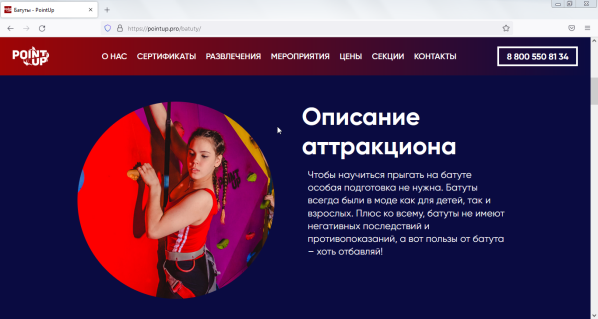 Батуты - PointUp
https://pointup.pro/batuty/
POINT UP
О НАС СЕРТИФИКАТЫ РАЗВЛЕЧЕНИЯ МЕРОПРИЯТИЯ ЦЕНЫ СЕКЦИИ КОНТАКТЫ
8 800 550 81 34
Описание
аттракциона
Чтобы научиться прыгать на батуте
особая подготовка не нужна. Батуты
всегда были в моде как для детей, так и
взрослых. Плюс ко всему, батуты не имеют
негативных последствий и
противопоказаний, а вот пользы от батута
– хоть отбавляй!